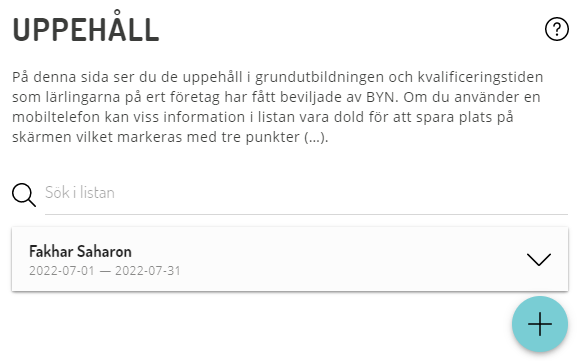 UPPEHÅLL
?
På denna sida ser du de uppehåll i grundutbildningen och kvalificeringstiden
som lärlingarna på ert företag har fått beviljade av BYN. Om du använder en
mobiltelefon kan viss information i listan vara dold för att spara plats på
skärmen vilket markeras med tre punkter (...).
Sök i listan
Fakhar Saharon
2022-07-01 — 2022-07-31